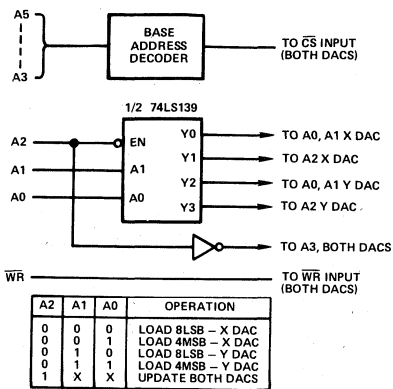 A5
A3
BASE
ADDRESS
DECODER
TO CS INPUT
(BOTH DACS)
1/2 74LS139
A2
EN
Y0
TO A0, A1 X DAC
A1
A1
Y1
TO A2 X DAC
A0
A0
Y2
TO A0, A1 Y DAC
Y3
TO A2 Y DAC
TO A3, BOTH DACS
WR
TO WR INPUT
(BOTH DACS)
A2 A1 A0 OPERATION
0 0 0 LOAD 8LSB – X DAC
0 0 1 LOAD 4MSB – X DAC
0 1 0 LOAD 8LSB – Y DAC
0 1 1 LOAD 4MSB – Y DAC
1 X X UPDATE BOTH DACS